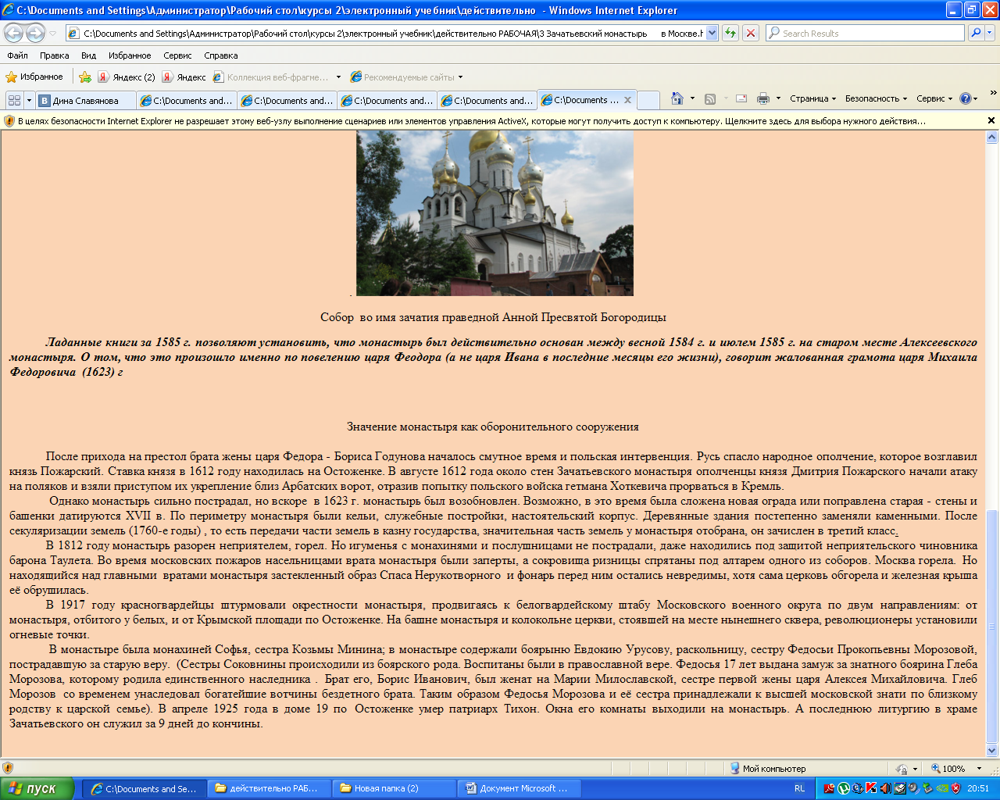 C:\Documents and Settings\Администратор\Рабочий стол\курсы 2\электронный учебник\действительно - Windows Internet Explorer
C:\Documents and Settings\Администратор\Рабочий стол\курсы 2\электронный учебник\действительно РАБОЧАЯ\3 Зачатьевский монастырь в Москве.h
Search Results
Файл Правка Вид Избранное Сервис Справка
Избранное Яндекс (2) Яндекс Коллекция веб-фрагме... Рекомендуемые сайты
Дина Славянова C:\Documents and... C:\Documents and... C:\Documents and... C:\Documents and... C:\Documents ... Страница Безопасность Сервис
В целях безопасности Internet Explorer не разрешает этому веб-узлу выполнение сценариев или элементов управления ActiveX, которые могут получить доступ к компьютеру. Щелкните здесь для выбора нужного действия...
Собор во имя зачатия праведной Анной Пресвятой Богородицы
Ладанные книги за 1585 г. позволяют установить, что монастырь был действительно основан между весной 1584 г. и июлем 1585 г. на старом месте Алексеевского
монастыря. О том, что это произошло именно по повелению царя Феодора (а не царя Ивана в последние месяцы его жизни), говорит жалованная грамота царя Михаила
Федоровича (1623) г
Значение монастыря как оборонительного сооружения
После прихода на престол брата жены царя Федора - Бориса Годунова началось смутное время и польская интервенция. Русь спасло народное ополчение, которое возглавил
князь Пожарский. Ставка князя в 1612 году находилась на Остоженке. В августе 1612 года около стен Зачатьевского монастыря ополченцы князя Дмитрия Пожарского начали атаку
на поляков и взяли приступом их укрепление близ Арбатских ворот, отразив попытку польского войска гетмана Хоткевича прорваться в Кремль.
Однако монастырь сильно пострадал, но вскоре в 1623 г. монастырь был возобновлен. Возможно, в это время была сложена новая ограда или поправлена старая - стены и
башенки датируются XVII в. По периметру монастыря были кельи, служебные постройки, настоятельский корпус. Деревянные здания постепенно заменяли каменными. После
секуляризации земель (1760-е годы) , то есть передачи части земель в казну государства, значительная часть земель у монастыря отобрана, он зачислен в третий класс.
В 1812 году монастырь разорен неприятелем, горел. Но игуменья с монахинями и послушницами не пострадали, даже находились под защитой неприятельского чиновника
барона Таулета. Во время московских пожаров насельницами врата монастыря были заперты, а сокровища ризницы спрятаны под алтарем одного из соборов. Москва горела. Но
находящийся над главными вратами монастыря застекленный образ Спаса Нерукотворного и фонарь перед ним остались невредимы, хотя сама церковь обгорела и железная крыша
её обрушилась.
В 1917 году красногвардейцы штурмовали окрестности монастыря, продвигаясь к белогвардейскому штабу Московского военного округа по двум направлениям: от
монастыря, отбитого у белых, и от Крымской площади по Остоженке. На башне монастыря и колокольне церкви, стоявшей на месте нынешнего сквера, революционеры установили
огневые точки.
В монастыре была монахиней Софья, сестра Козьмы Минина; в монастыре содержали боярыню Евдокию Урусову, раскольницу, сестру Федосьи Прокопьевны Морозовой,
пострадавшую за старую веру. (Сестры Соковнины происходили из боярского рода. Воспитаны были в православной вере. Федосья 17 лет выдана замуж за знатного боярина Глеба
Морозова, которому родила единственного наследника . Брат его, Борис Иванович, был женат на Марии Милославской, сестре первой жены царя Алексея Михайловича. Глеб
Морозов со временем унаследовал богатейшие вотчины бездетного брата. Таким образом Федосья Морозова и её сестра принадлежали к высшей московской знати по близкому
родству к царской семье). В апреле 1925 года в доме 19 по Остоженке умер патриарх Тихон. Окна его комнаты выходили на монастырь. А последнюю литургию в храме
Зачатьевского он служил за 9 дней до кончины.
Мой компьютер 100%
пуск C:\Documents and Se... действительно РАБ... Новая папка (2) Документ Microsoft ... RL 20:51